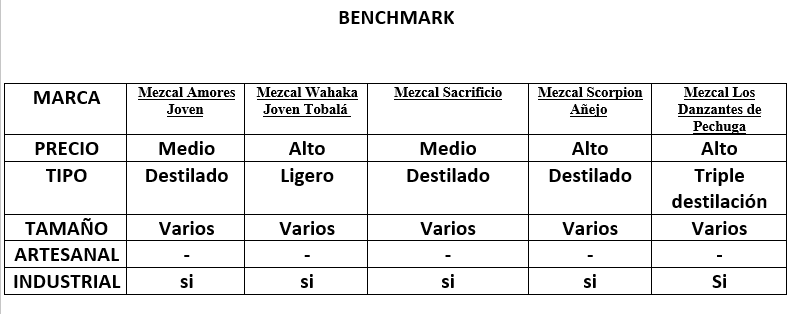 BENCHMARK
MARCA Mezcal Amores Joven Mezcal Wahaka Joven Tobalá Mezcal Sacrificio Mezcal Scorpion Añejo Mezcal Los Danzantes de Pechuga
PRECIO Medio Alto Medio Alto Alto
TIPO Destilado Ligero Destilado Destilado Triple destilación
TAMAÑO Varios Varios Varios Varios Varios
ARTESANAL - - - - -
INDUSTRIAL si si si si Si